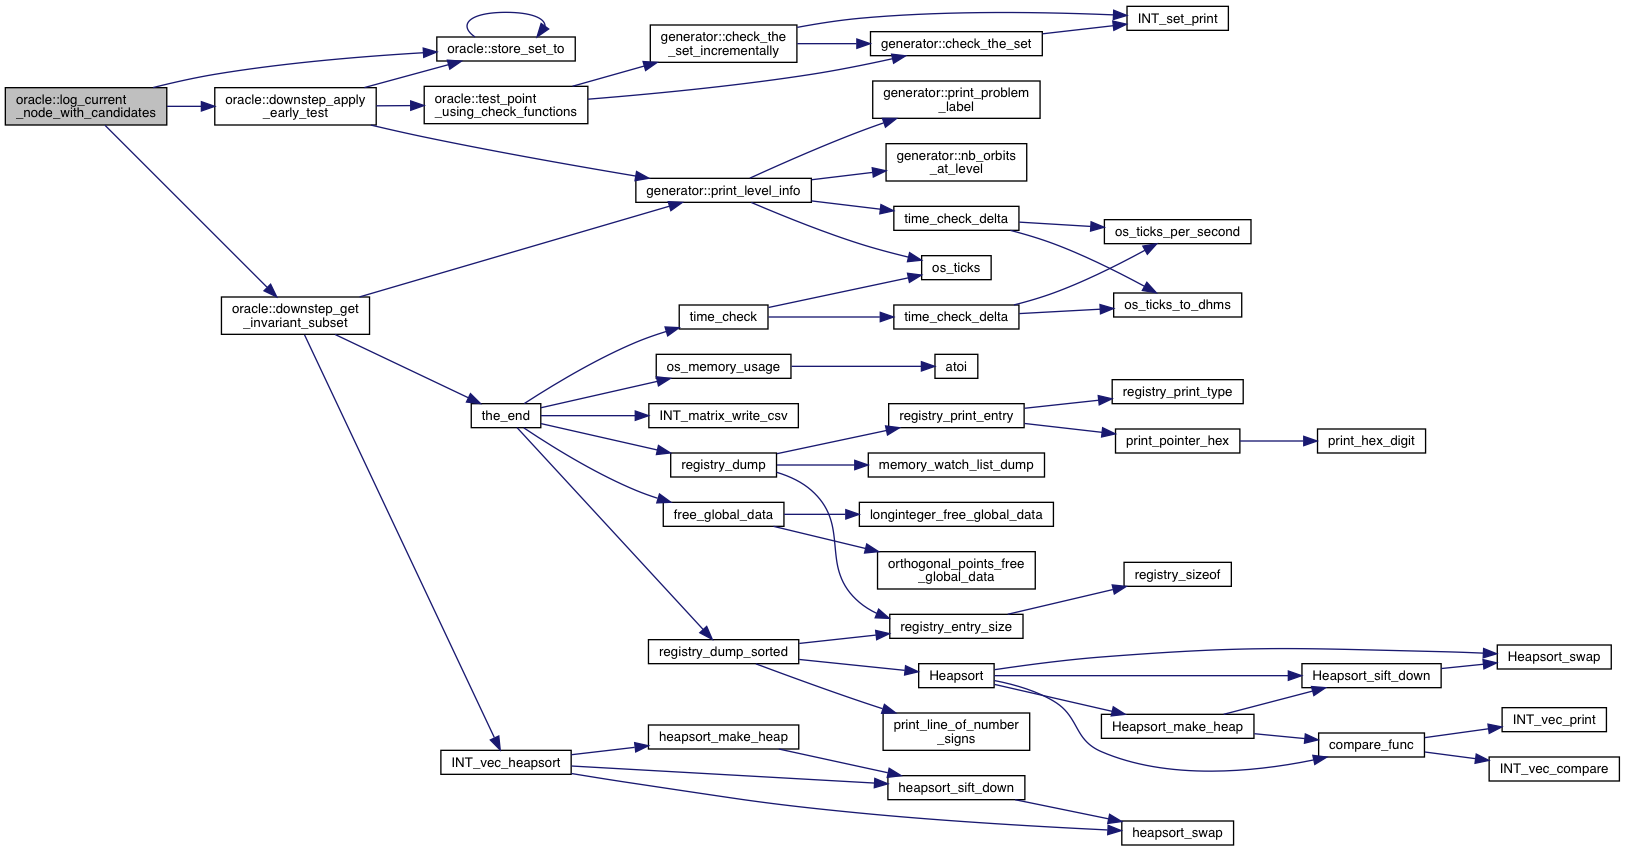 oracle::log_current
_node_with_candidates
oracle::store_set_to
oracle::downstep_apply
_early_test
oracle::test_point
_using_check_functions
generator::check_the
_set_incrementally
generator::check_the_set
INT_set_print
generator::print_level_info
generator::print_problem
_label
generator::nb_orbits
_at_level
time_check_delta
os_ticks_per_second
os_ticks_to_dhms
os_ticks
oracle::downstep_get
_invariant_subset
the_end
time_check
time_check_delta
os_memory_usage
atoi
INT_matrix_write_csv
registry_dump
registry_print_entry
registry_print_type
print_pointer_hex
print_hex_digit
memory_watch_list_dump
free_global_data
longinteger_free_global_data
orthogonal_points_free
_global_data
registry_entry_size
registry_sizeof
registry_dump_sorted
Heapsort
Heapsort_swap
Heapsort_sift_down
Heapsort_make_heap
compare_func
INT_vec_print
INT_vec_compare
print_line_of_number
_signs
INT_vec_heapsort
heapsort_make_heap
heapsort_sift_down
heapsort_swap